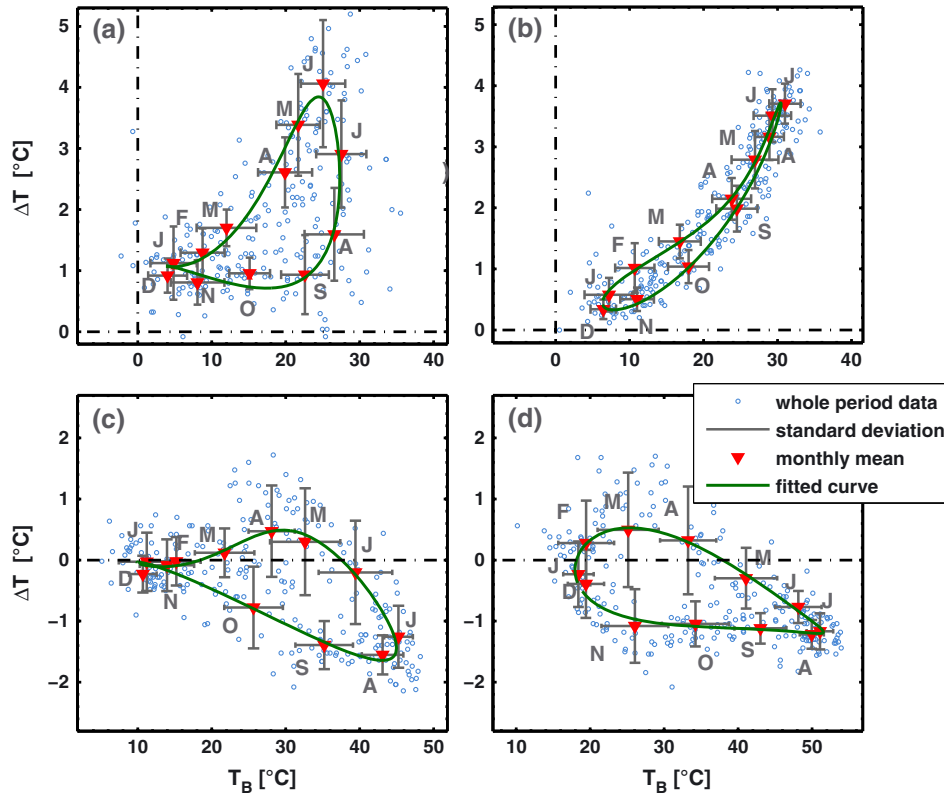 (a)
(b)
ΔT [°C]
5
4
3
2
1
0
J
M
A
J
M
F
J
D
N
O
S
A
)
0
10
20
30
40
5
4
3
2
1
0
J
J
M
A
A
S
M
F
J
O
D
N
0
10
20
30
40
(c)
(d)
ΔT [°C]
2
1
0
−1
−2
J
F
M
A
M
J
D
N
O
S
A
J
10
20
30
40
50
T_B [°C]
2
1
0
−1
−2
F
M
A
J
D
M
J
J
N
O
S
A
10
20
30
40
50
T_B [°C]
whole period data
standard deviation
monthly mean
fitted curve